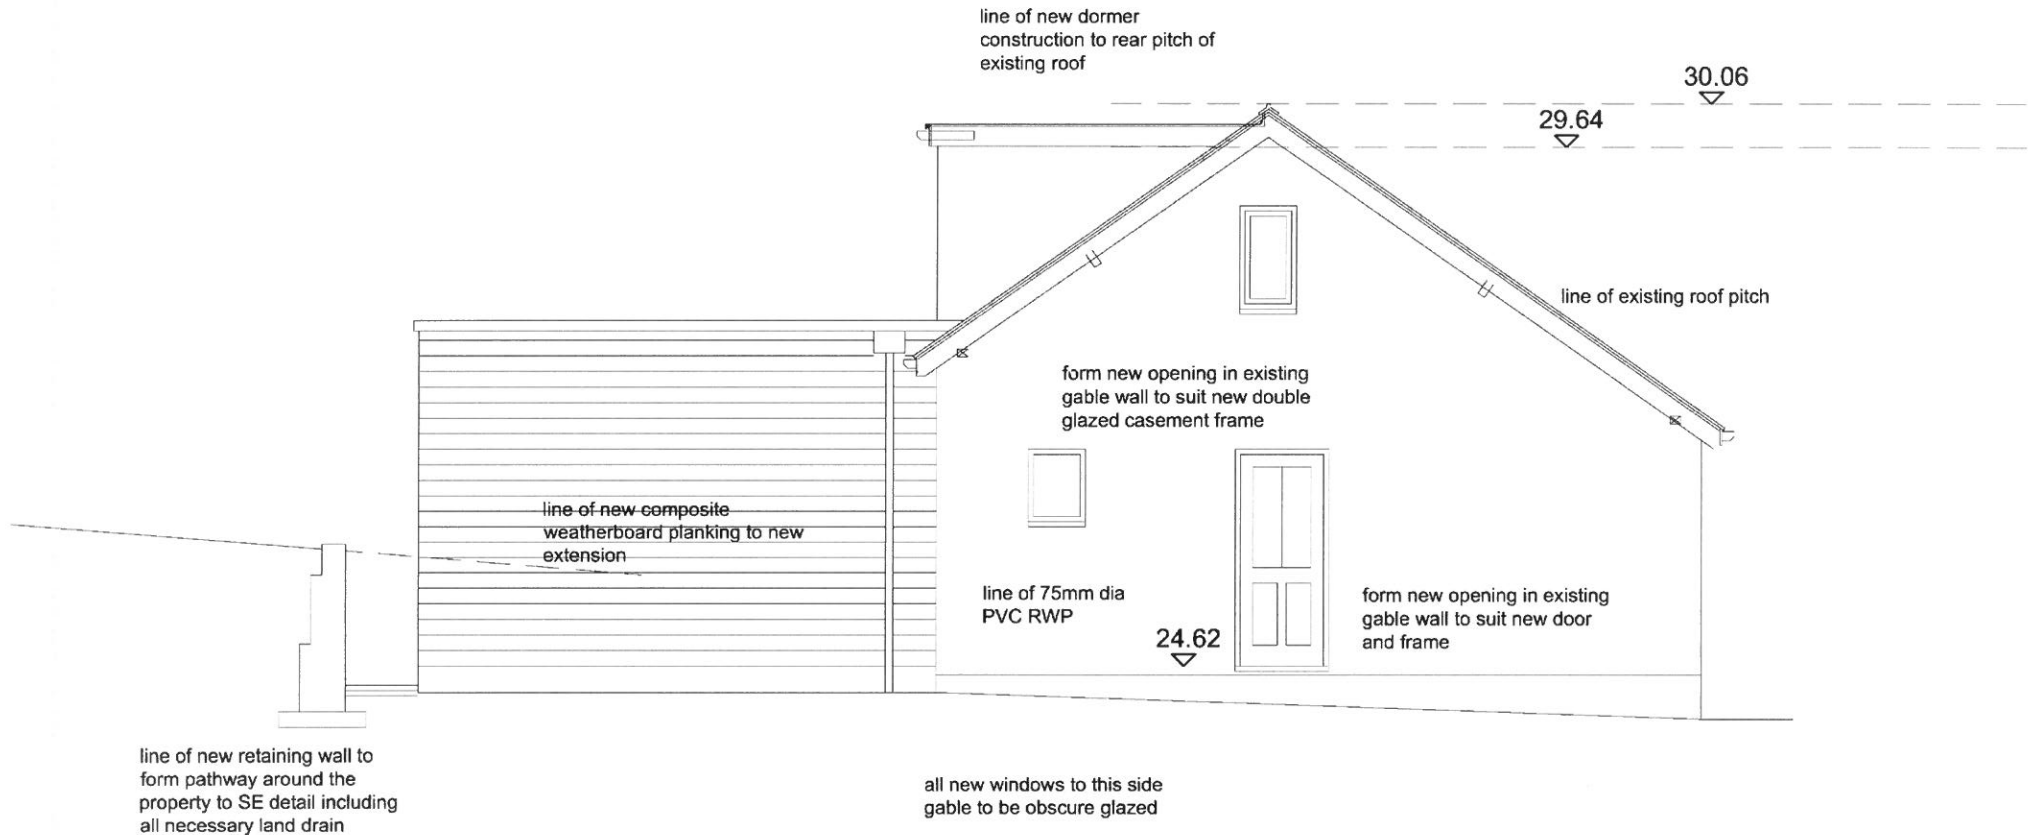 line of new dormer
construction to rear pitch of
existing roof
30.06
29.64
line of existing roof pitch
form new opening in existing
gable wall to suit new double
glazed casement frame
line of new composite
weatherboard planking to new
extension
line of 75mm dia
PVC RWP
24.62
form new opening in existing
gable wall to suit new door
and frame
line of new retaining wall to
form pathway around the
property to SE detail including
all necessary land drain
all new windows to this side
gable to be obscure glazed